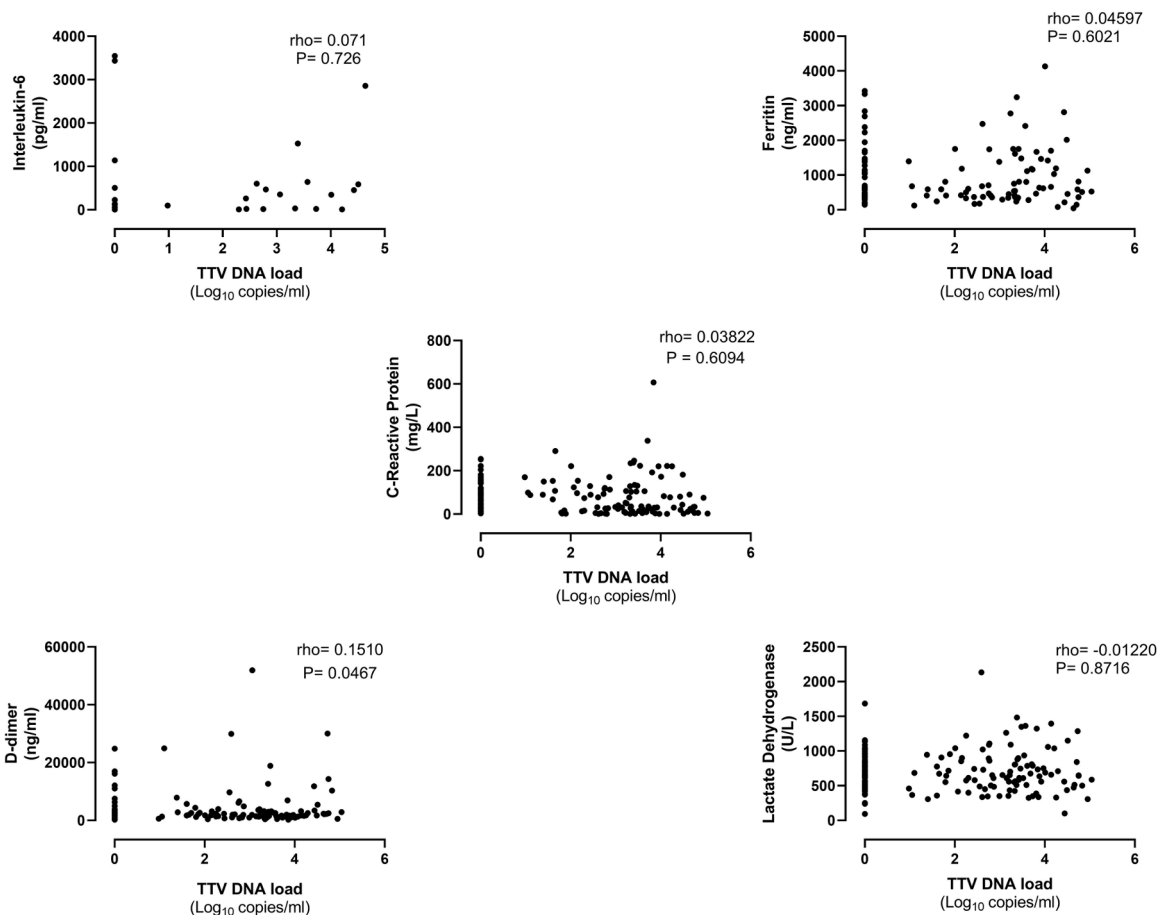 rho= 0.071
P= 0.726
Interleukin-6
(pg/ml)
4000
3000
2000
1000
0
0 1 2 3 4 5
TTV DNA load
(Log10 copies/ml)
rho= 0.04597
P= 0.6021
Ferritin
(ng/ml)
5000
4000
3000
2000
1000
0
0 2 4 6
TTV DNA load
(Log10 copies/ml)
rho= 0.03822
P = 0.6094
C-Reactive Protein
(mg/L)
800
600
400
200
0
0 2 4 6
TTV DNA load
(Log10 copies/ml)
rho= 0.1510
P= 0.0467
D-dimer
(ng/ml)
60000
40000
20000
0
0 2 4 6
TTV DNA load
(Log10 copies/ml)
rho= -0.01220
P= 0.8716
Lactate Dehydrogenase
(U/L)
2500
2000
1500
1000
500
0
0 2 4 6
TTV DNA load
(Log10 copies/ml)